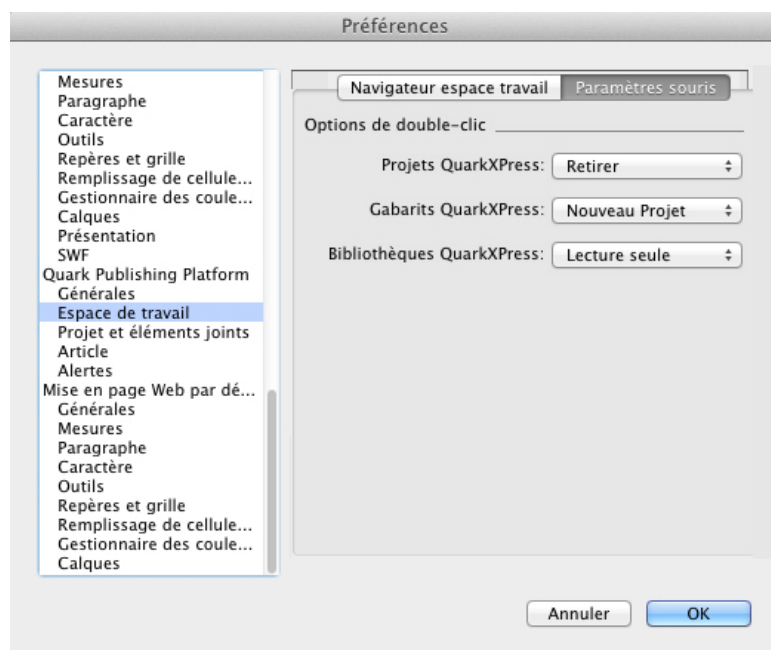 Préférences
Mesures
Paragraphe
Caractère
Outils
Repères et grille
Remplissage de cellule...
Gestionnaire des coule...
Calques
Présentation
SWF
Quark Publishing Platform
Générales
Espace de travail
Projet et éléments joints
Article
Alertes
Mise en page Web par dé...
Générales
Mesures
Paragraphe
Caractère
Outils
Repères et grille
Remplissage de cellule...
Gestionnaire des coule...
Calques
Navigateur espace travail Paramètres souris
Options de double-clic
Projets QuarkXPress: Retirer
Gabarits QuarkXPress: Nouveau Projet
Bibliothèques QuarkXPress: Lecture seule
Annuler OK